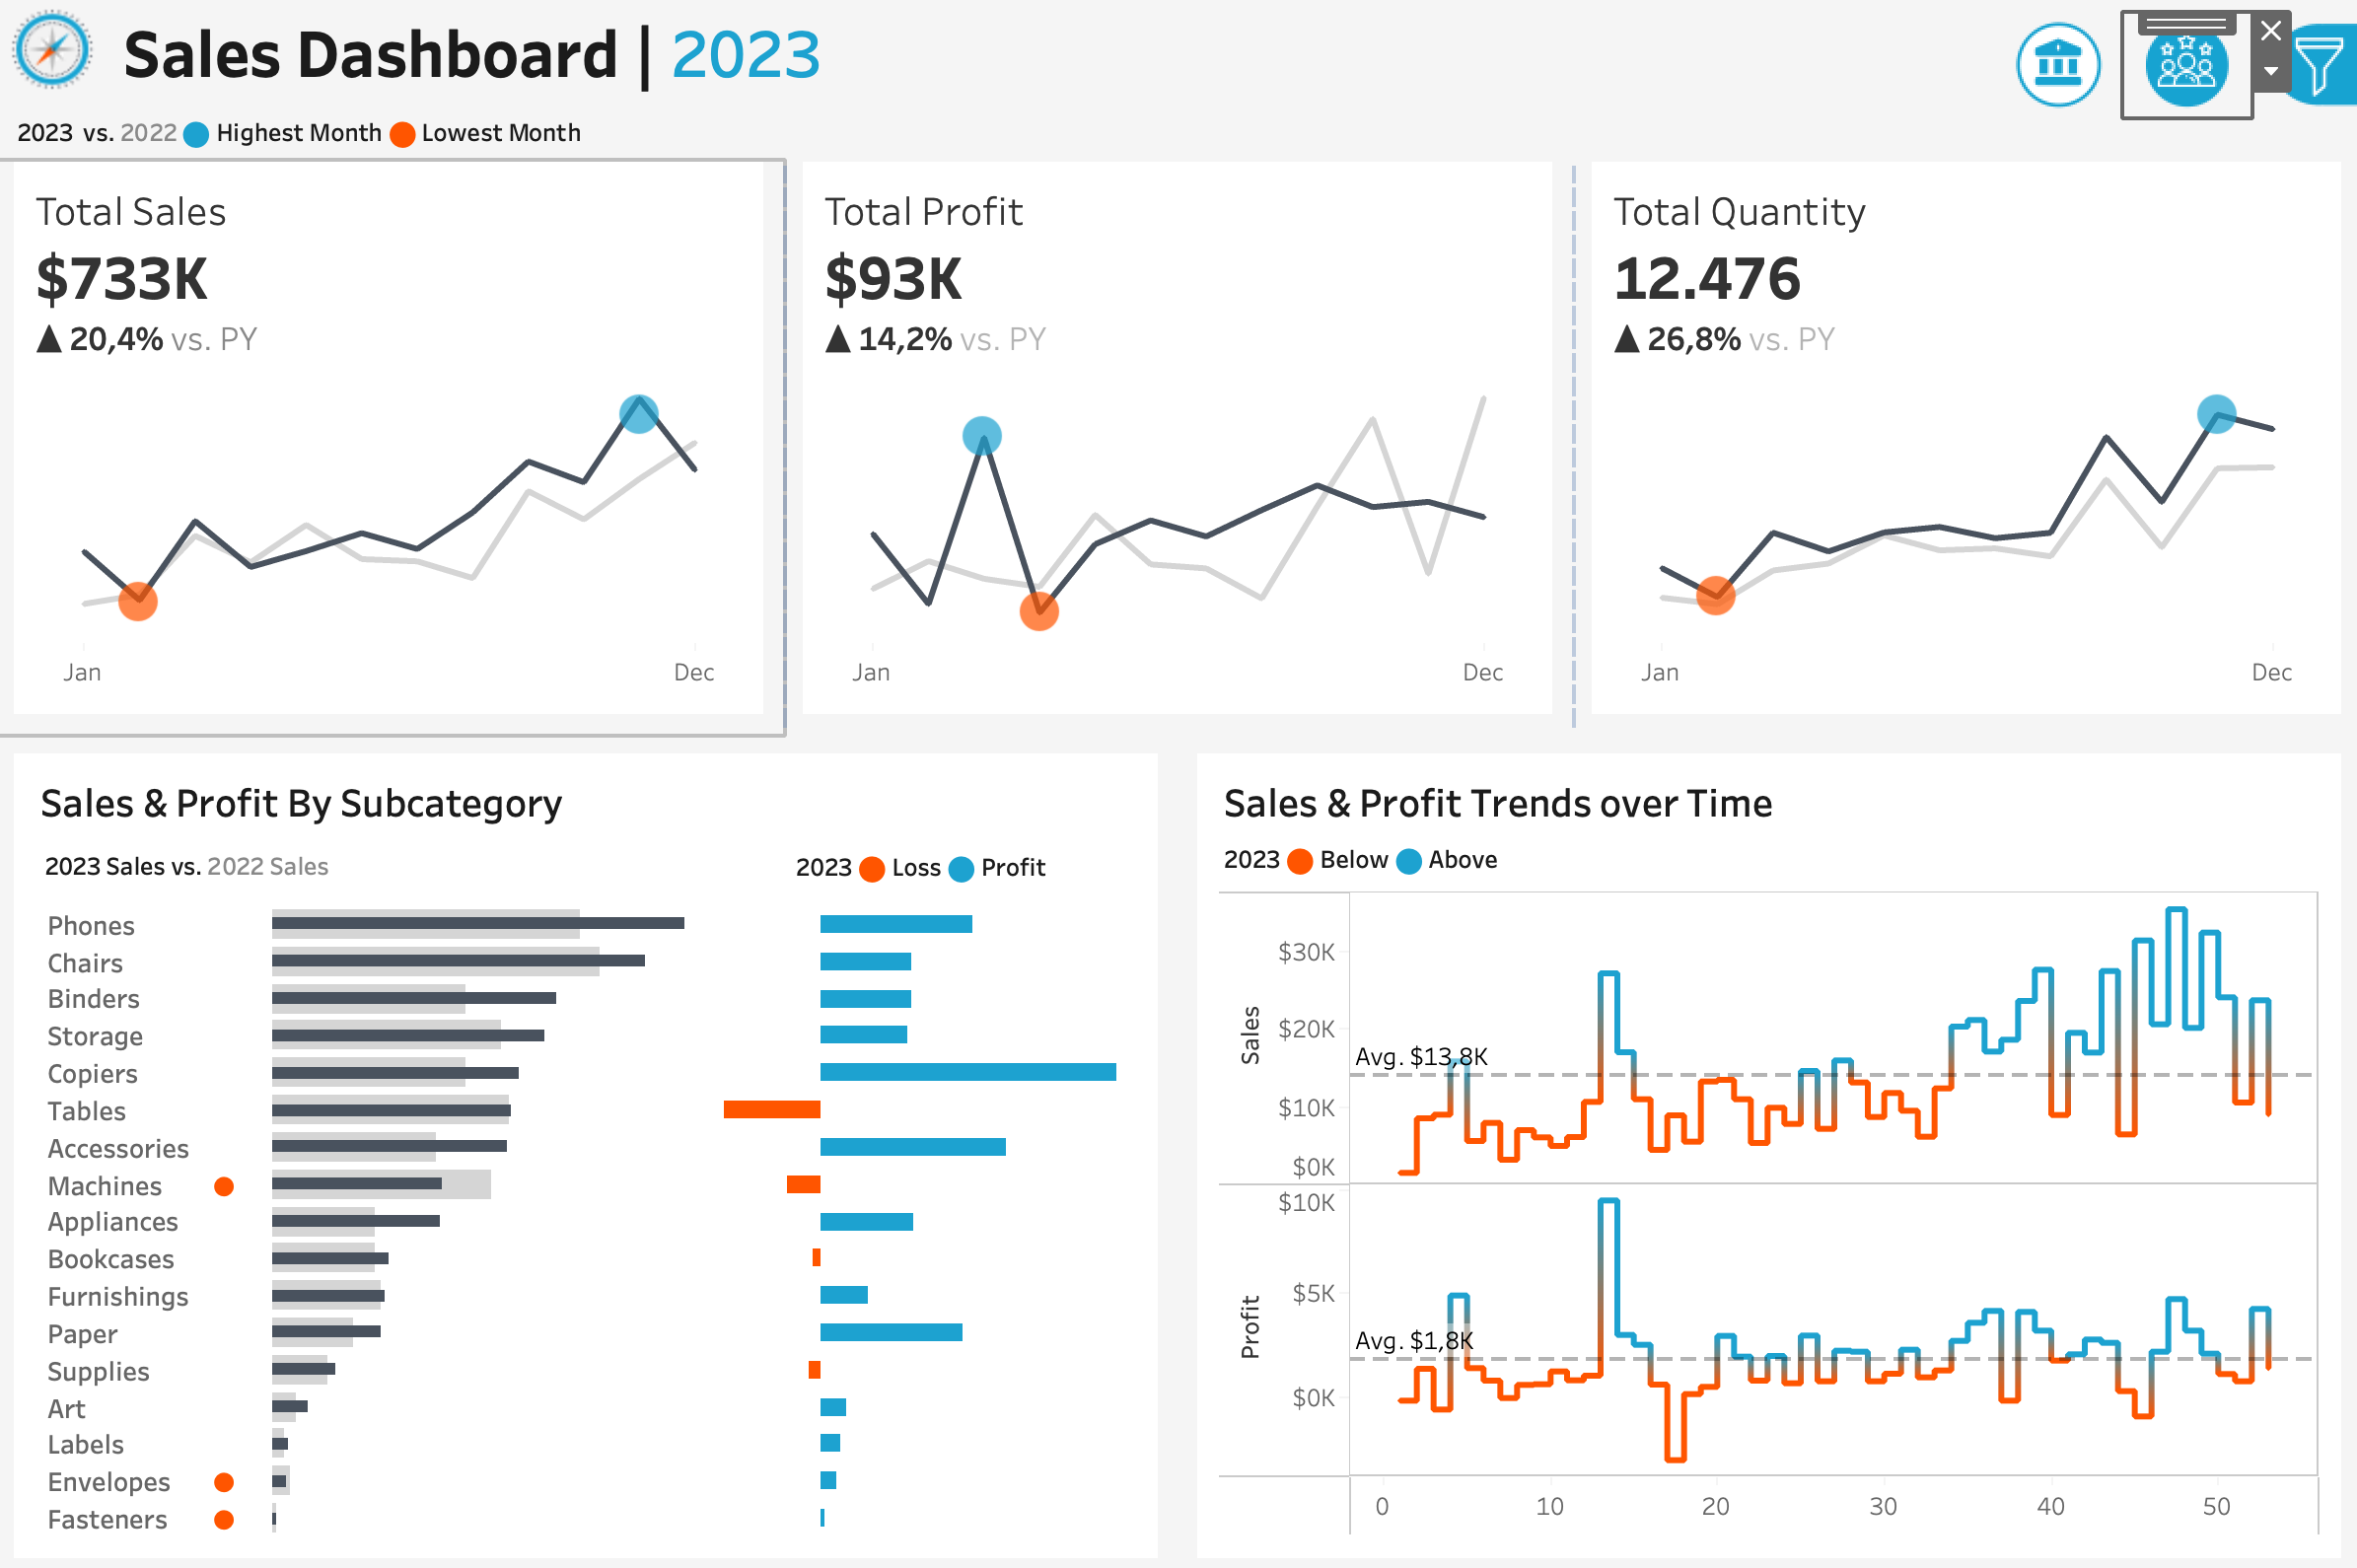 Sales Dashboard | 2023
2023 vs. 2022 Highest Month Lowest Month
Total Sales
$733K
▲ 20,4% vs. PY
Jan Dec
Total Profit
$93K
▲ 14,2% vs. PY
Jan Dec
Total Quantity
12.476
▲ 26,8% vs. PY
Jan Dec
Sales & Profit By Subcategory
2023 Sales vs. 2022 Sales
2023 Loss Profit
Phones
Chairs
Binders
Storage
Copiers
Tables
Accessories
Machines
Appliances
Bookcases
Furnishings
Paper
Supplies
Art
Labels
Envelopes
Fasteners
Sales & Profit Trends over Time
2023 Below Above
Sales
$30K
$20K
Avg. $13,8K
$10K
$0K
Profit
$10K
$5K
Avg. $1,8K
$0K
0 10 20 30 40 50